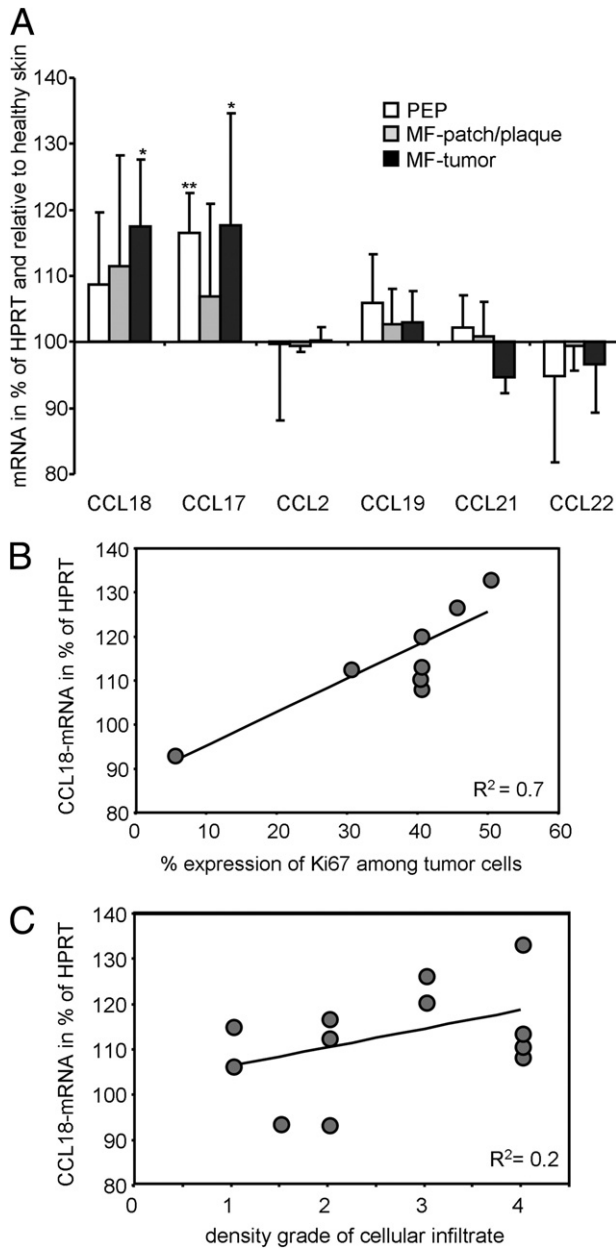 A
mRNA in % of HPRT and relative to healthy skin
140
130
120
110
100
90
80
PEP
MF-patch/plaque
MF-tumor
*
**
*
CCL18 CCL17 CCL2 CCL19 CCL21 CCL22
B
CCL18-mRNA in % of HPRT
140
130
120
110
100
90
80
R² = 0.7
0 10 20 30 40 50 60
% expression of Ki67 among tumor cells
C
CCL18-mRNA in % of HPRT
140
130
120
110
100
90
80
R²= 0.2
0 1 2 3 4
density grade of cellular infiltrate